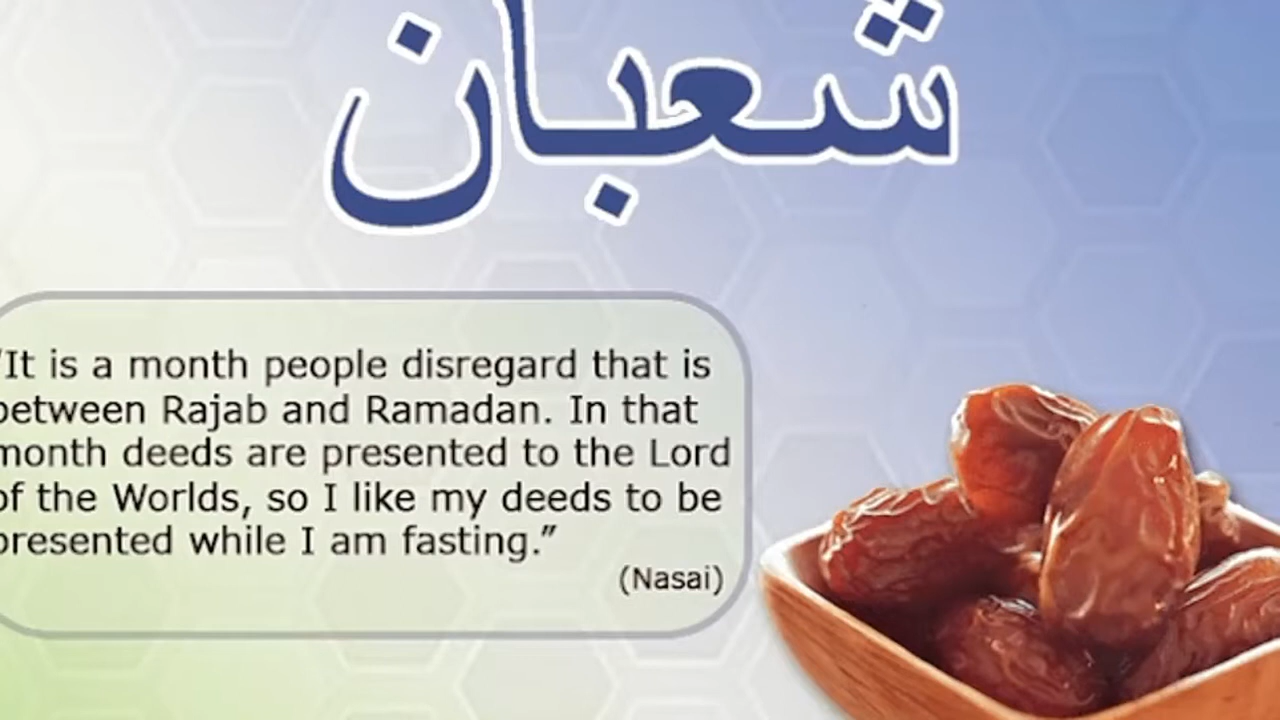 شعبان
"It is a month people disregard that is
between Rajab and Ramadan. In that
month deeds are presented to the Lord
of the Worlds, so I like my deeds to be
presented while I am fasting.”
(Nasai)